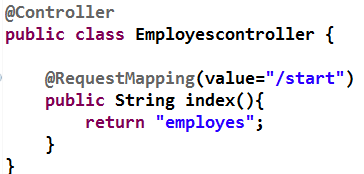 @Controller
public class Employescontroller {
@RequestMapping(value="/start")
public String index(){
return "employes";
}
}